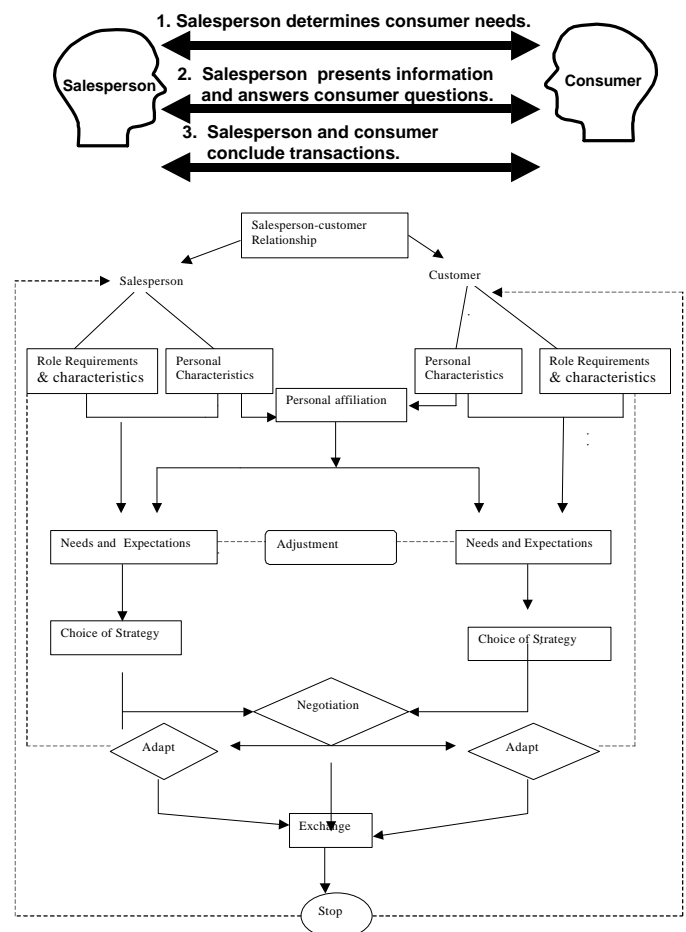 1. Salesperson determines consumer needs.
Salesperson
Consumer
2. Salesperson presents information
and answers consumer questions.
3. Salesperson and consumer
conclude transactions.
Salesperson-customer
Relationship
Salesperson
Customer
Role Requirements
& characteristics
Personal
Characteristics
Personal
Characteristics
Role Requirements
& characteristics
Personal affiliation
Needs and Expectations
Adjustment
Needs and Expectations
Choice of Strategy
Choice of Strategy
Negotiation
Adapt
Adapt
Exchange
Stop